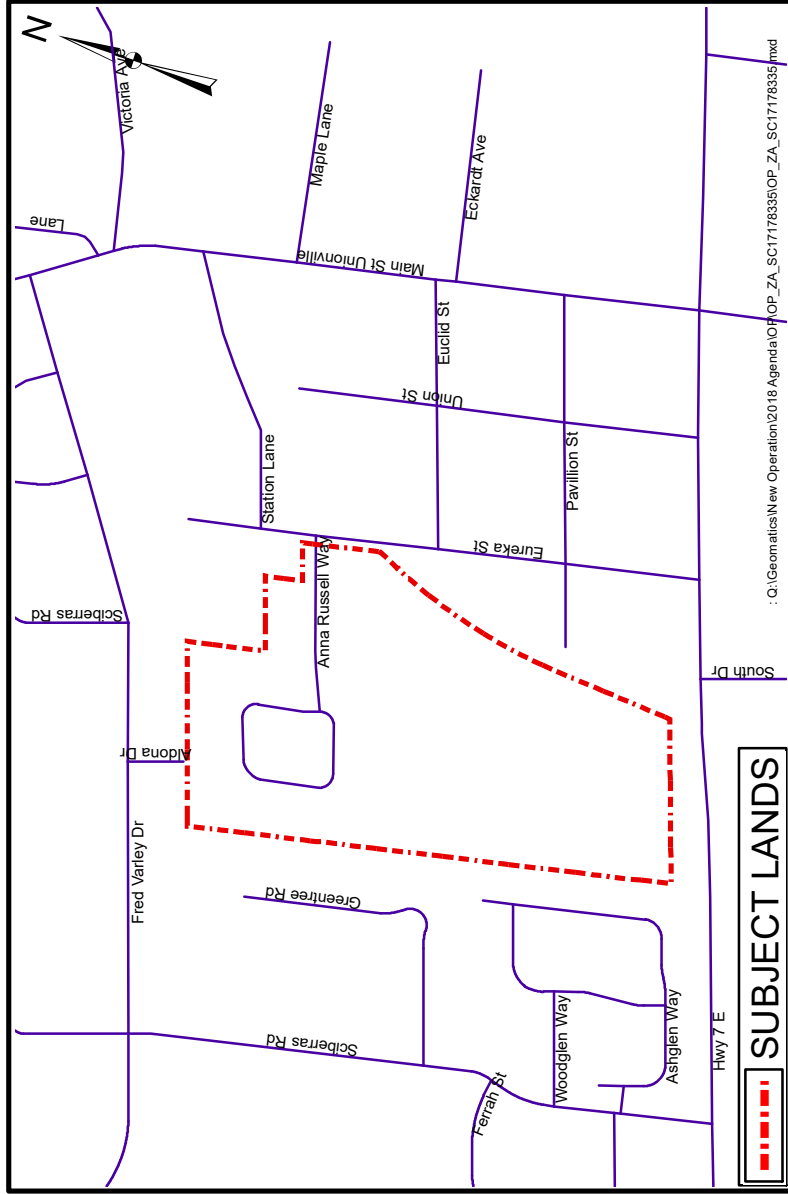 N
Victoria Ave
Lane
Maple Lane
Eckardt Ave
Main St Unionville
Euclid St
Union St
Station Lane
Pavillion St
Eureka St
Anna Russell Way
Sciberras Rd
Aldona Dr
Fred Varley Dr
South Dr
Greentree Rd
Sciberras Rd
Ferrah St
Woodglen Way
Ashglen Way
Hwy 7 E
SUBJECT LANDS
: Q:\Geomatics\New Operation\2018 Agenda\OP\OP_ZA_SC17178335\OP_ZA_SC17178335.mxd